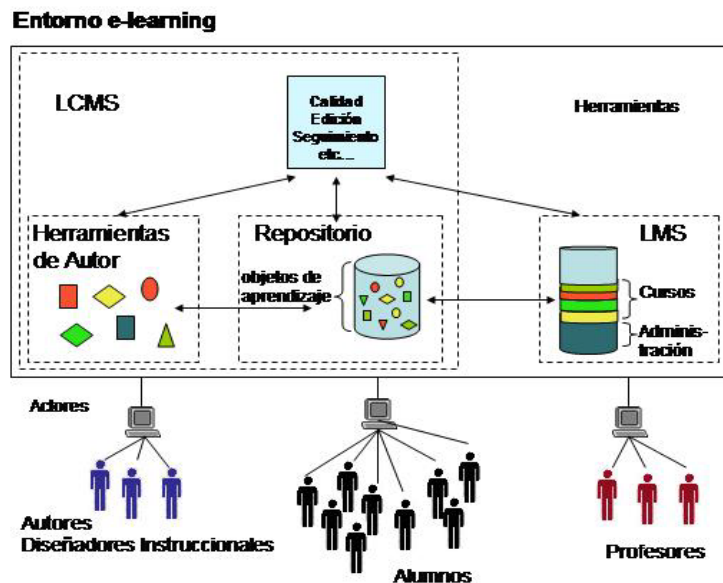 Entorno e-learning
LCMS
Calidad
Edición
Seguimiento
etc...
Herramientas
Herramientas
de Autor
Repositorio
objetos de
aprendizaje
LMS
Cursos
Adminis-
tración
Actores
Autores
Diseñadores Instruccionales
Alumnos
Profesores